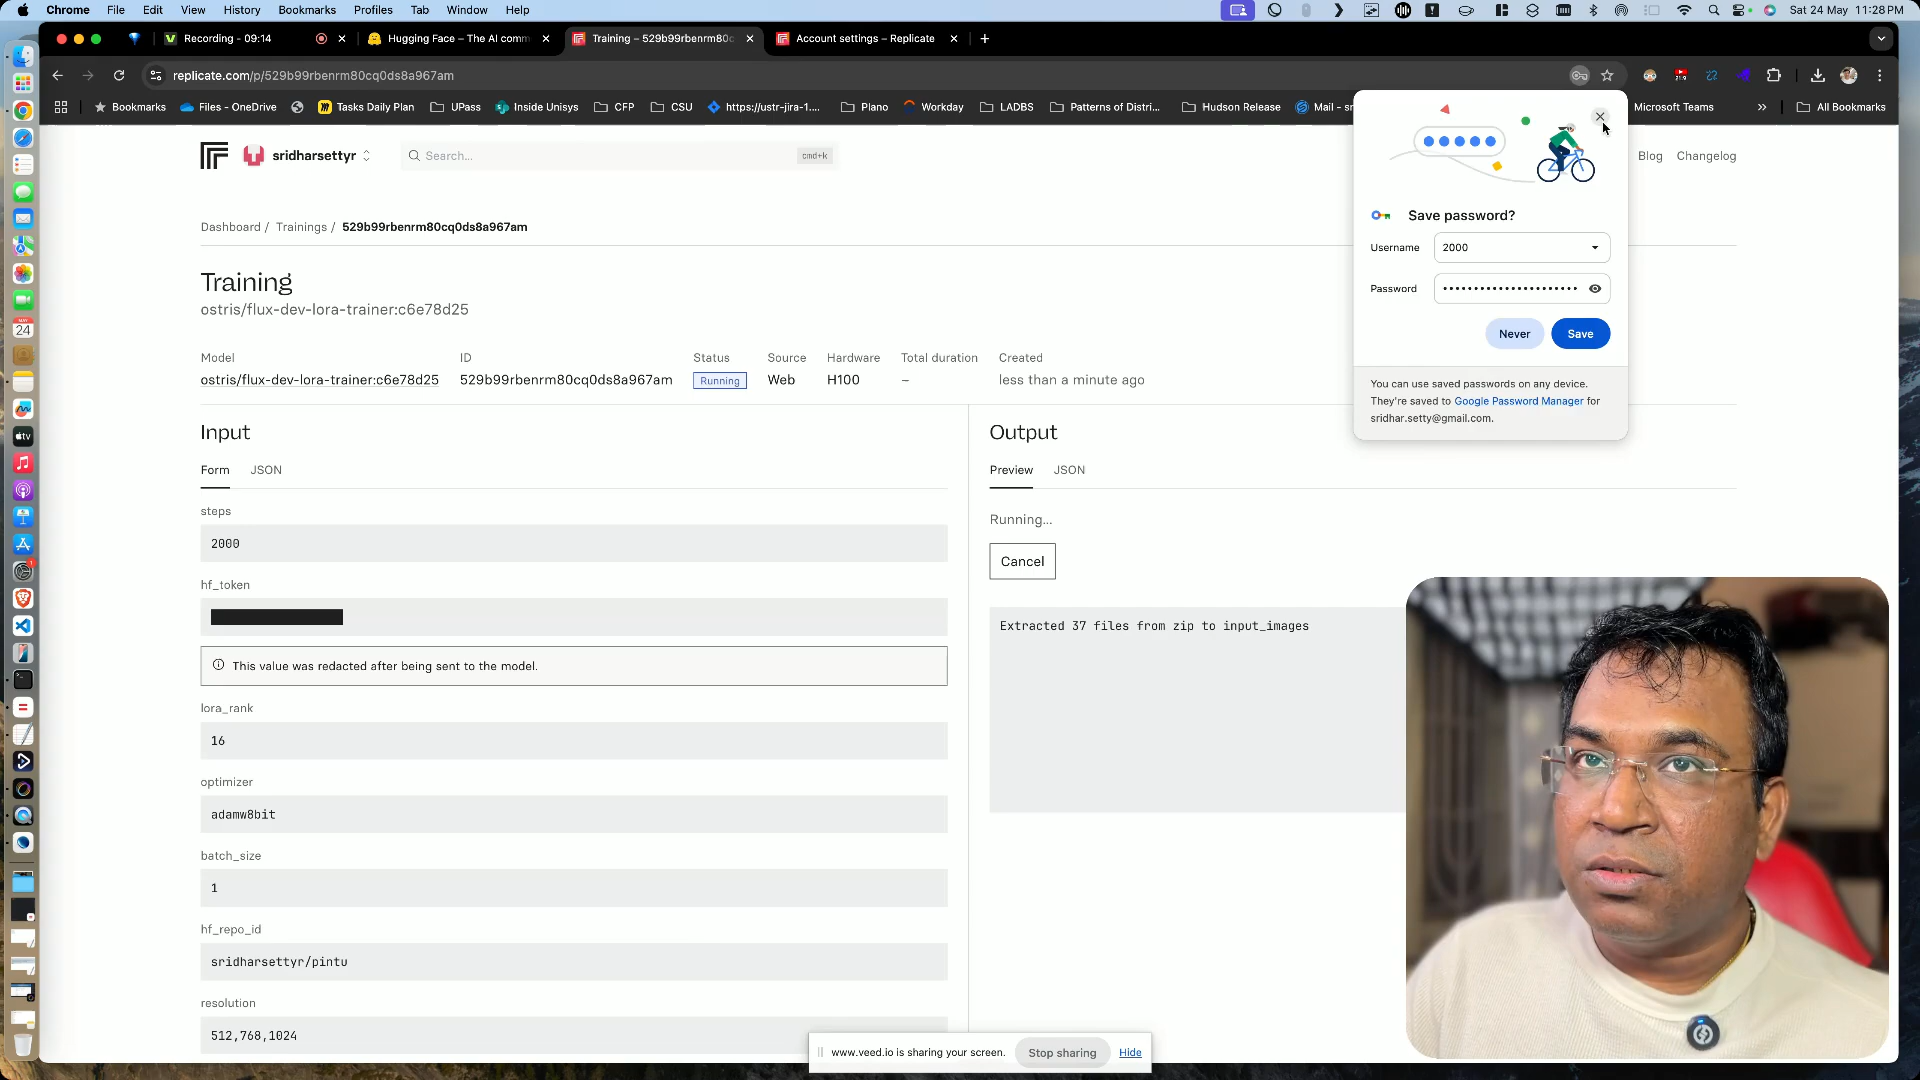 Chrome File Edit View History Bookmarks Profiles Tab Window Help Sat 24 May 11:28 PM
Recording - 09:14
Hugging Face – The AI comm
Training – 529b99rbenrm80c
Account settings – Replicate
replicate.com/p/529b99rbenrm80cq0ds8a967am
Bookmarks Files - OneDrive Tasks Daily Plan UPass Inside Unisys CFP CSU https://ustr-jira-1.... Plano Workday LADBS Patterns of Distri... Hudson Release Mail - sr Microsoft Teams » All Bookmarks
sridharsettyr Search... cmd+k Blog Changelog
Save password?
Username 2000
Password
Never Save
You can use saved passwords on any device.
They're saved to Google Password Manager for
sridhar.setty@gmail.com.
Dashboard / Trainings / 529b99rbenrm80cq0ds8a967am
Training
ostris/flux-dev-lora-trainer:c6e78d25
Model ID Status Source Hardware Total duration Created
ostris/flux-dev-lora-trainer:c6e78d25 529b99rbenrm80cq0ds8a967am Running Web H100 – less than a minute ago
Input
Form JSON
steps
2000
hf_token
This value was redacted after being sent to the model.
lora_rank
16
optimizer
adamw8bit
batch_size
1
hf_repo_id
sridharsettyr/pintu
resolution
512,768,1024
Output
Preview JSON
Running...
Cancel
Extracted 37 files from zip to input_images
www.veed.io is sharing your screen. Stop sharing Hide